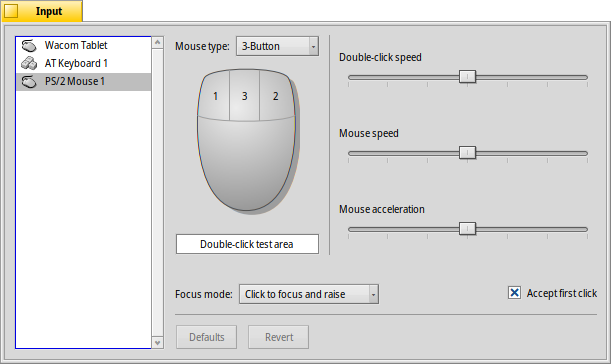 Input
Wacom Tablet
AT Keyboard 1
PS/2 Mouse 1
Mouse type: 3-Button
1 3 2
Double-click test area
Double-click speed
Mouse speed
Mouse acceleration
Focus mode: Click to focus and raise
Accept first click
Defaults Revert